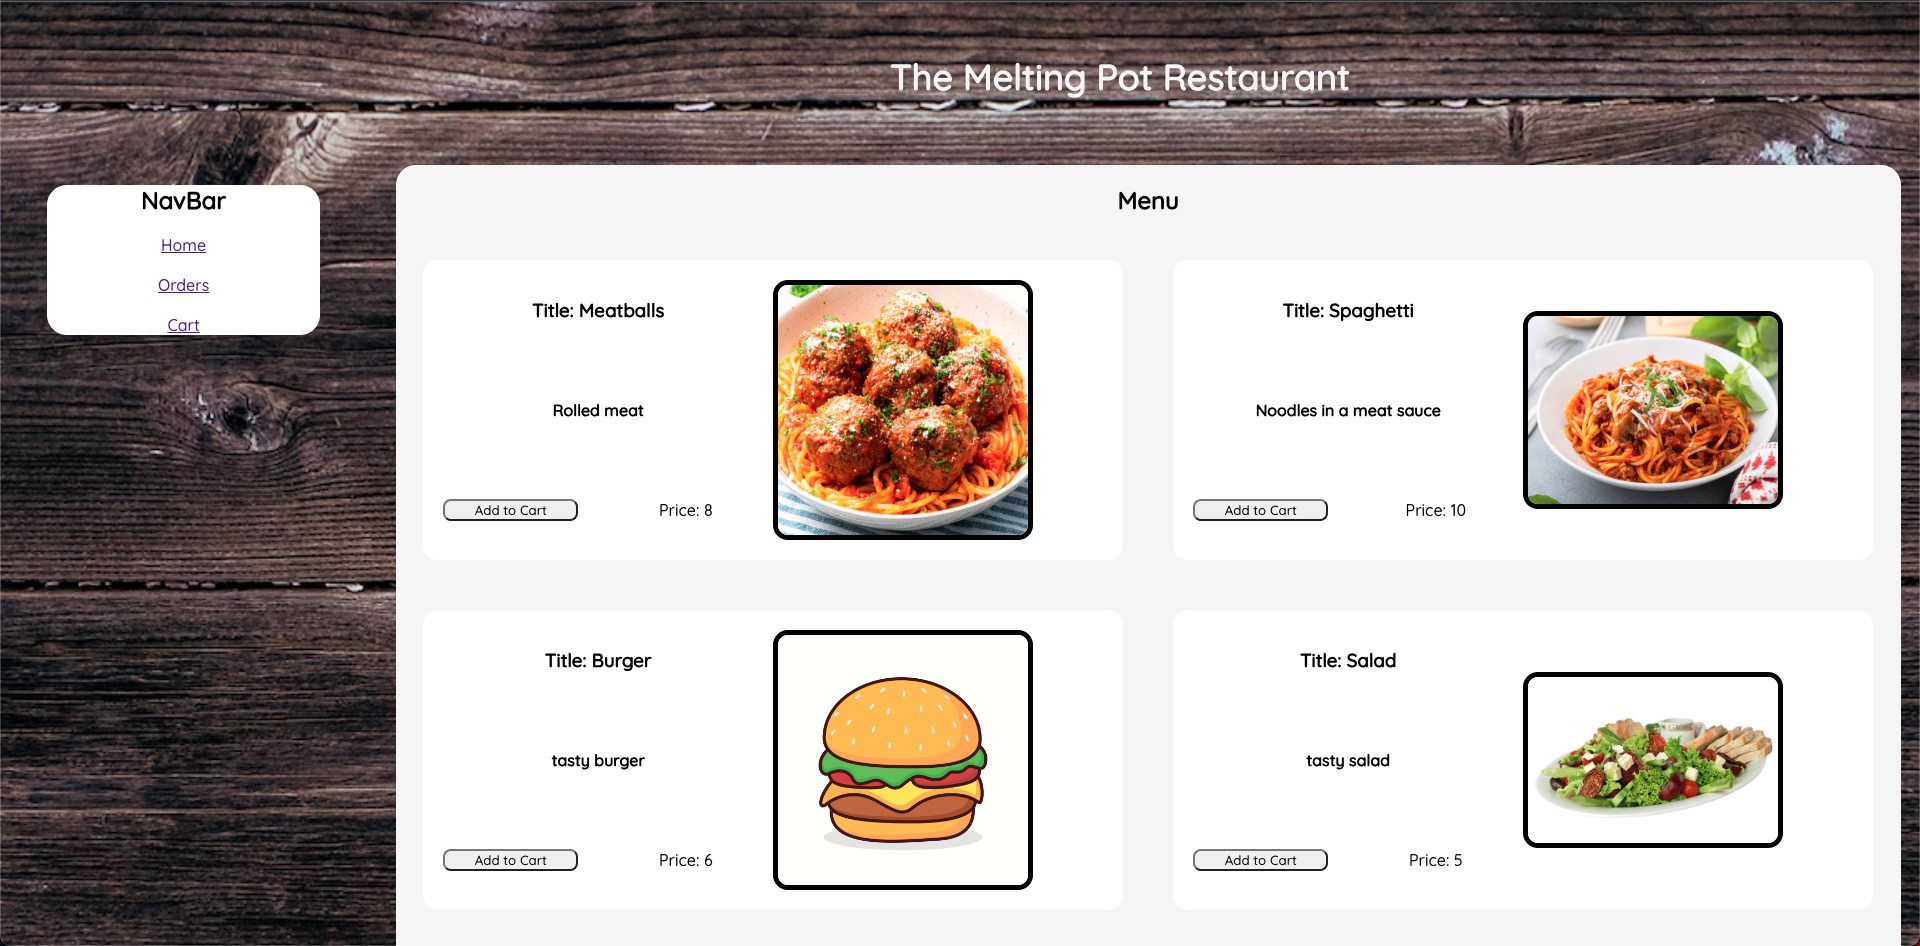 The Melting Pot Restaurant
NavBar
Home
Orders
Cart
Menu
Title: Meatballs
Rolled meat
Add to Cart
Price: 8
Title: Spaghetti
Noodles in a meat sauce
Add to Cart
Price: 10
Title: Burger
tasty burger
Add to Cart
Price: 6
Title: Salad
tasty salad
Add to Cart
Price: 5